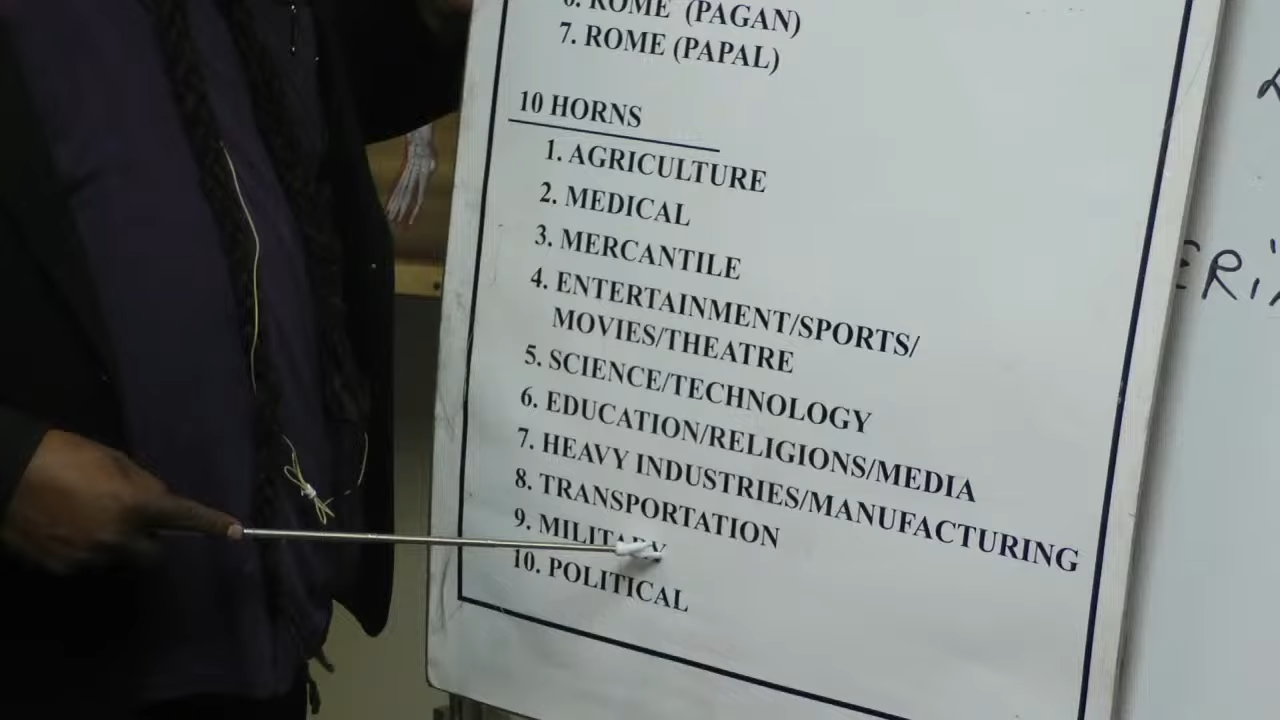 6. ROME (PAGAN)
7. ROME (PAPAL)
10 HORNS
1. AGRICULTURE
2. MEDICAL
3. MERCANTILE
4. ENTERTAINMENT/SPORTS/
MOVIES/THEATRE
5. SCIENCE/TECHNOLOGY
6. EDUCATION/RELIGIONS/MEDIA
7. HEAVY INDUSTRIES/MANUFACTURING
8. TRANSPORTATION
9. MILITARY
10. POLITICAL